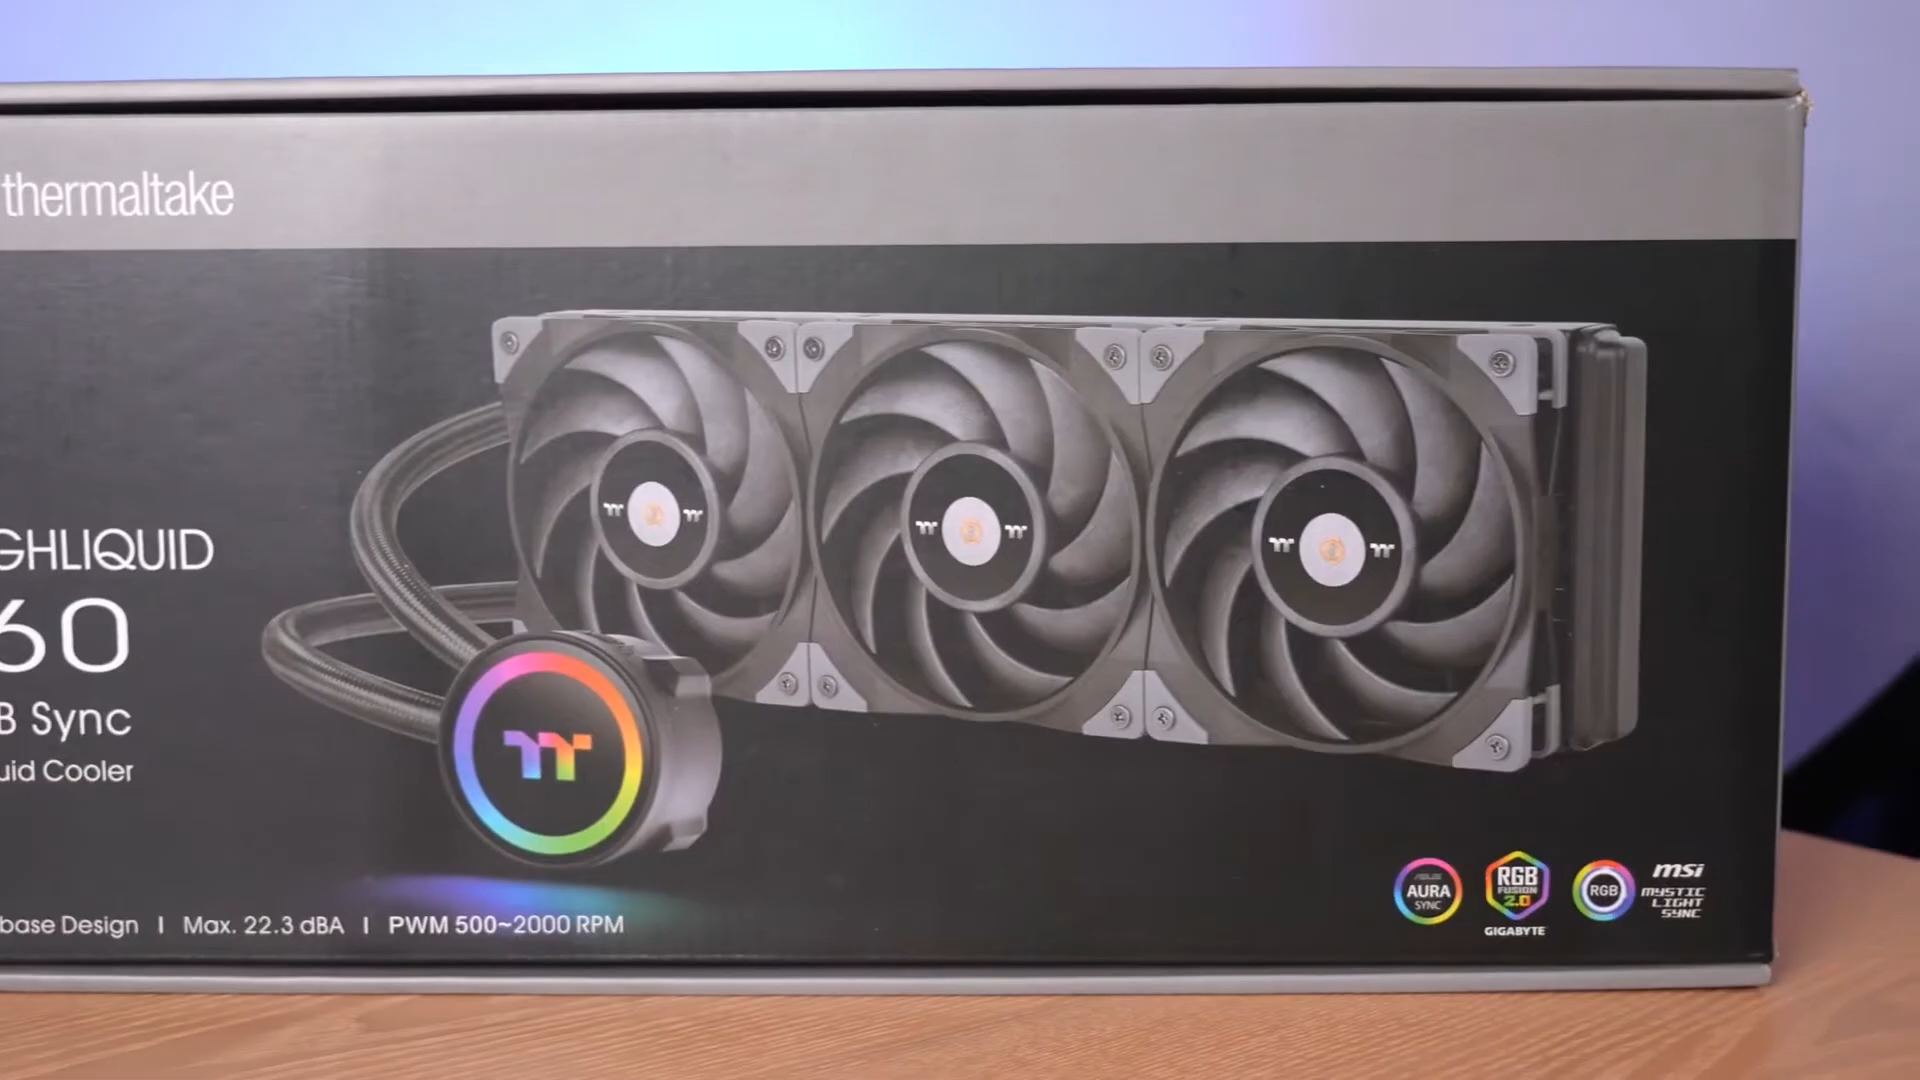 thermaltake
GHLIQUID
60
B Sync
uid Cooler
base Design | Max. 22.3 dBA | PWM 500~2000 RPM
ASUS
AURA
SYNC
RGB
FUSION
2.0
GIGABYTE
RGB
msi
MYSTIC
LIGHT
SYNC